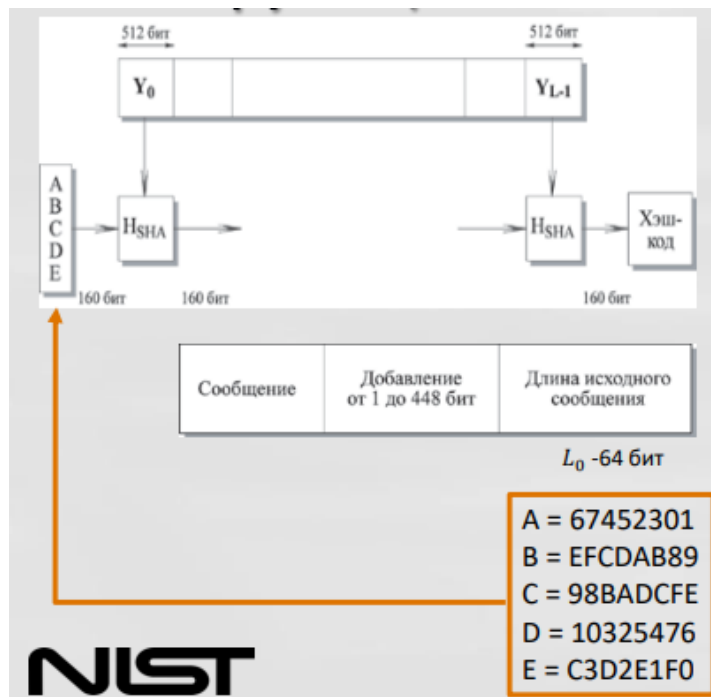 512 бит
512 бит
Y0
YL-1
A
B
C
D
E
HSHA
HSHA
Хэш-
код
160 бит
160 бит
160 бит
Сообщение
Добавление
от 1 до 448 бит
Длина исходного
сообщения
L0 -64 бит
A = 67452301
B = EFCDAB89
C = 98BADCFE
D = 10325476
E = C3D2E1F0
NIST